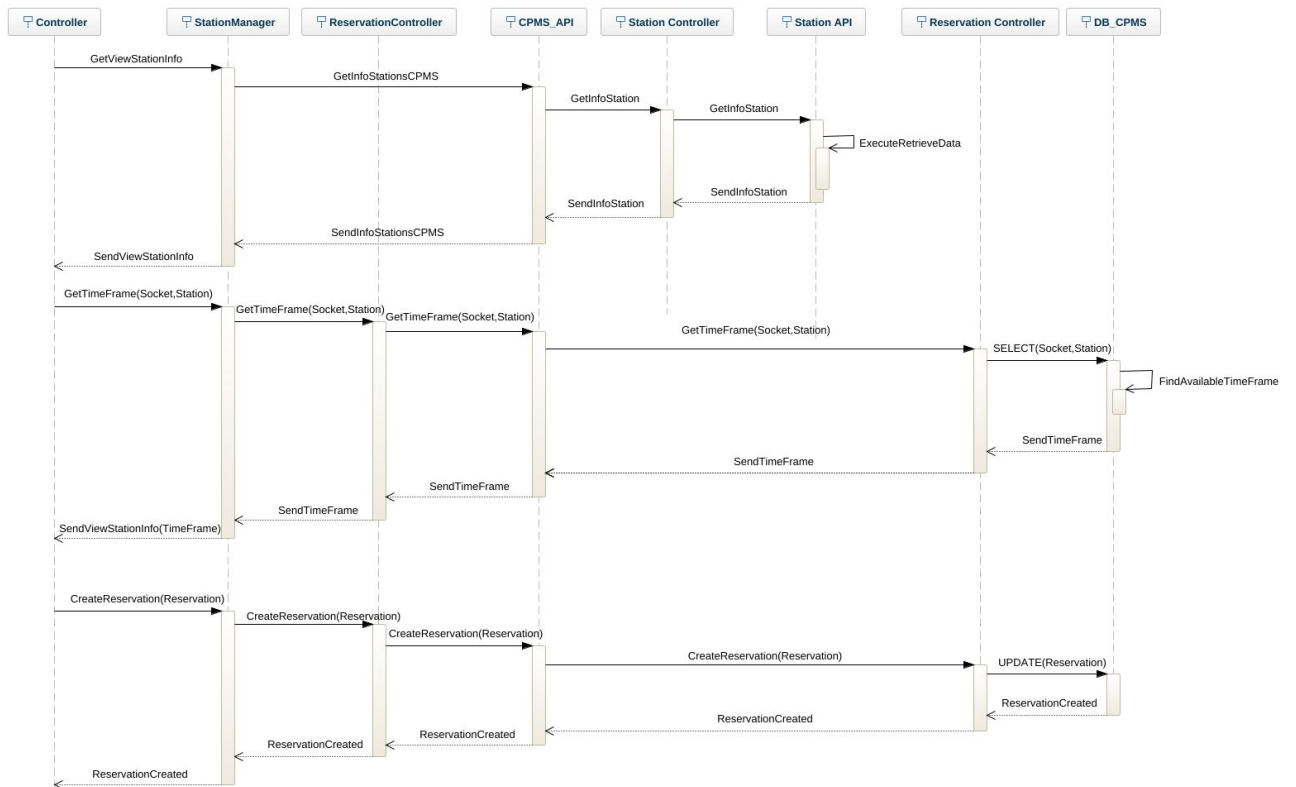 Controller
StationManager
ReservationController
CPMS_API
Station Controller
Station API
Reservation Controller
DB_CPMS
GetViewStationInfo
GetInfoStationsCPMS
GetInfoStation
GetInfoStation
ExecuteRetrieveData
SendInfoStation
SendInfoStation
SendInfoStationsCPMS
SendViewStationInfo
GetTimeFrame(Socket,Station)
GetTimeFrame(Socket,Station)
GetTimeFrame(Socket,Station)
GetTimeFrame(Socket,Station)
SELECT(Socket,Station)
FindAvailableTimeFrame
SendTimeFrame
SendTimeFrame
SendTimeFrame
SendTimeFrame
SendViewStationInfo(TimeFrame)
CreateReservation(Reservation)
CreateReservation(Reservation)
CreateReservation(Reservation)
CreateReservation(Reservation)
UPDATE(Reservation)
ReservationCreated
ReservationCreated
ReservationCreated
ReservationCreated
ReservationCreated